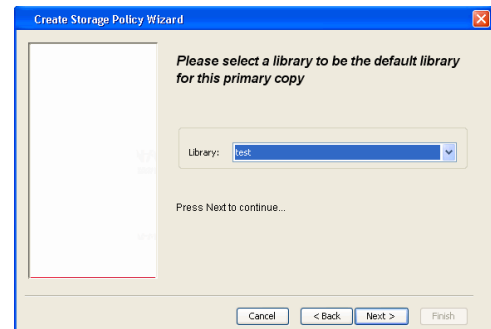 Create Storage Policy Wizard
Please select a library to be the default library
for this primary copy
Library: test
Press Next to continue...
Cancel < Back Next > Finish